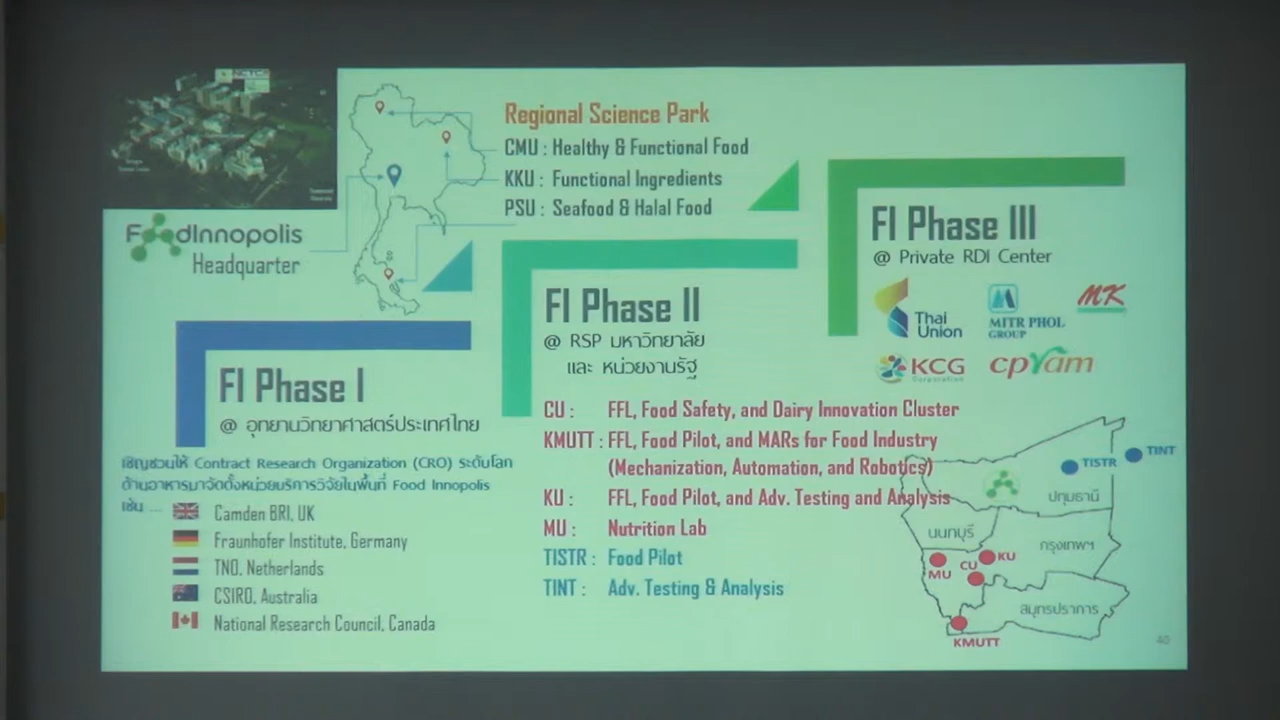 FoodInnopolis
Headquarter
Regional Science Park
CMU : Healthy & Functional Food
KKU : Functional Ingredients
PSU : Seafood & Halal Food
FI Phase I
@ อุทยานวิทยาศาสตร์ประเทศไทย
เชิญชวนให้ Contract Research Organization (CRO) ระดับโลก
ด้านอาหารมาจัดตั้งหน่วยบริการวิจัยในพื้นที่ Food Innopolis
เช่น ...
Camden BRI, UK
Fraunhofer Institute, Germany
TNO, Netherlands
CSIRO, Australia
National Research Council, Canada
FI Phase II
@ RSP มหาวิทยาลัย
และ หน่วยงานรัฐ
CU : FFL, Food Safety, and Dairy Innovation Cluster
KMUTT : FFL, Food Pilot, and MARs for Food Industry
(Mechanization, Automation, and Robotics)
KU : FFL, Food Pilot, and Adv. Testing and Analysis
MU : Nutrition Lab
TISTR : Food Pilot
TINT : Adv. Testing & Analysis
FI Phase III
@ Private RDI Center
Thai
Union
MITR PHOL
GROUP
MK
KCG
Corporation
cpram
TINT
TISTR
ปทุมธานี
นนทบุรี
กรุงเทพฯ
KU
CU
MU
สมุทรปราการ
KMUTT
40